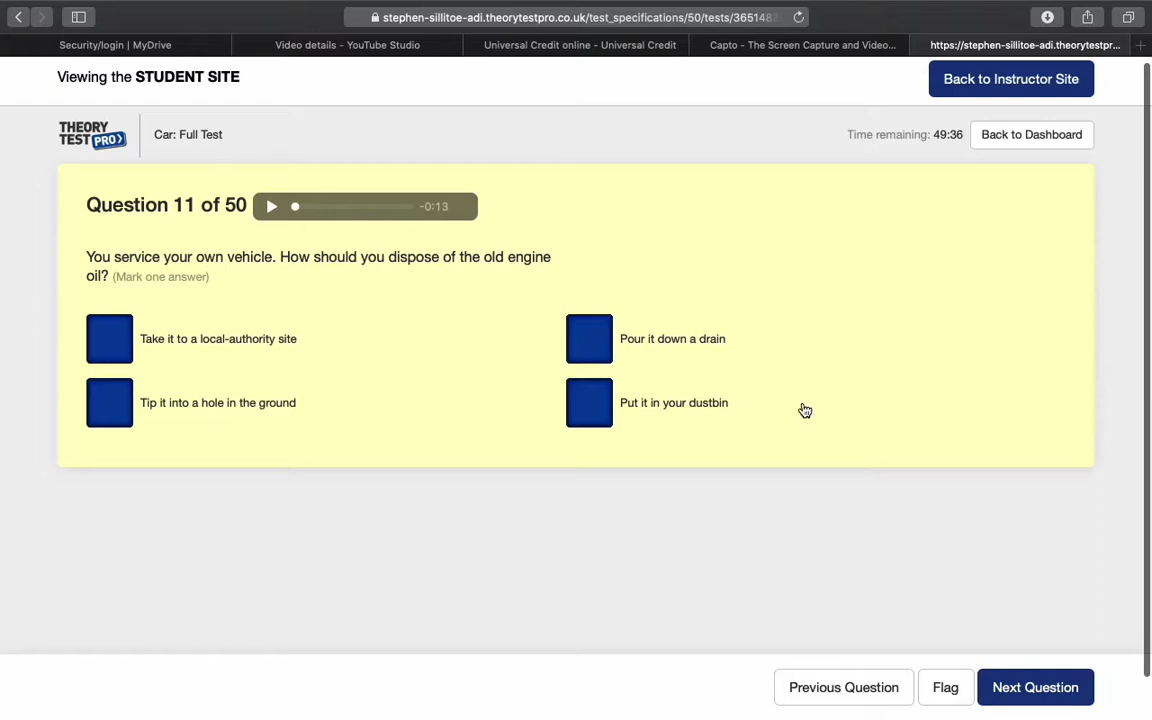 stephen-sillitoe-adi.theorytestpro.co.uk/test_specifications/50/tests/3651483
Security/login | MyDrive
Video details - YouTube Studio
Universal Credit online - Universal Credit
Capto - The Screen Capture and Video...
https://stephen-sillitoe-adi.theorytestpr...
Viewing the STUDENT SITE
Back to Instructor Site
THEORY
TEST PRO
Car: Full Test
Time remaining: 49:36
Back to Dashboard
Question 11 of 50
-0:13
You service your own vehicle. How should you dispose of the old engine
oil? (Mark one answer)
Take it to a local-authority site
Pour it down a drain
Tip it into a hole in the ground
Put it in your dustbin
Previous Question
Flag
Next Question